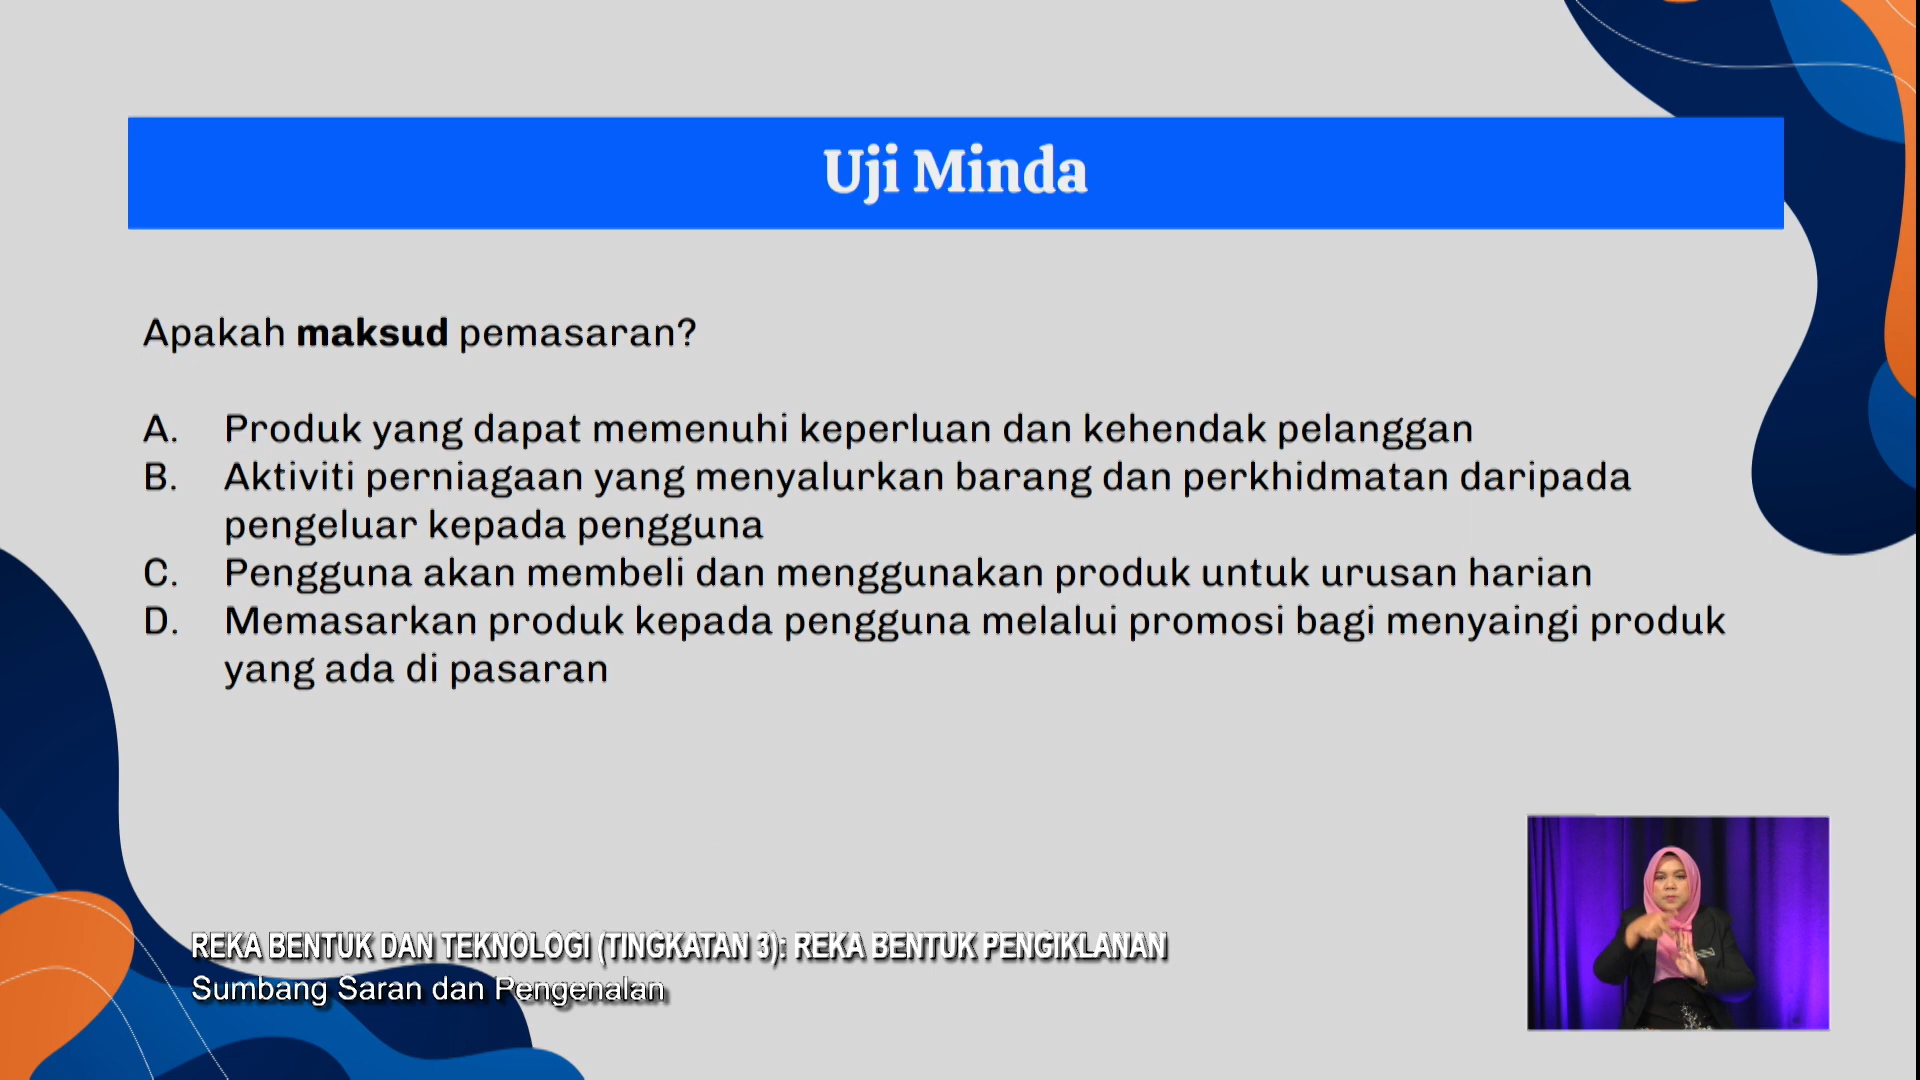 Uji Minda
Apakah maksud pemasaran?
A. Produk yang dapat memenuhi keperluan dan kehendak pelanggan
B. Aktiviti perniagaan yang menyalurkan barang dan perkhidmatan daripada
pengeluar kepada pengguna
C. Pengguna akan membeli dan menggunakan produk untuk urusan harian
D. Memasarkan produk kepada pengguna melalui promosi bagi menyaingi produk
yang ada di pasaran
REKA BENTUK DAN TEKNOLOGI (TINGKATAN 3): REKA BENTUK PENGIKLANAN
Sumbang Saran dan Pengenalan